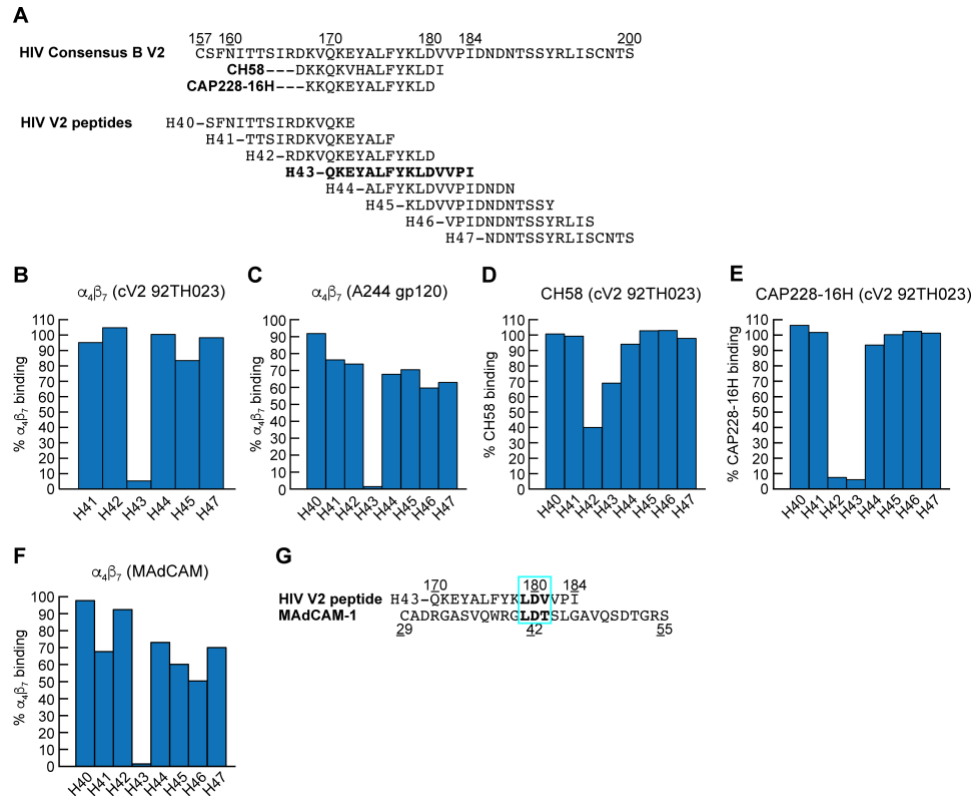 A
157 160 170 180 184 200
HIV Consensus B V2 CSFNITTSIRDKVQKEYALFYKLDVVPIDNDNTSSYRLISCNTS
CH58---DKKQKVHALFYKLDI
CAP228-16H---KKQKEYALFYKLD
HIV V2 peptides H40-SFNITTSIRDKVQKE
H41-TTSIRDKVQKEYALF
H42-RDKVQKEYALFYKLD
H43-QKEYALFYKLDVVPI
H44-ALFYKLDVVPIDNDN
H45-KLDVVPIDNDNTSSY
H46-VPIDNDNTSSYRLIS
H47-NDNTSSYRLISCNTS
B
α4β7 (cV2 92TH023)
% α4β7 binding
110
100
90
80
70
60
50
40
30
20
10
0
H41 H42 H43 H44 H45 H47
C
α4β7 (A244 gp120)
% α4β7 binding
100
90
80
70
60
50
40
30
20
10
0
H40 H41 H42 H43 H44 H45 H46 H47
D
CH58 (cV2 92TH023)
% CH58 binding
110
100
90
80
70
60
50
40
30
20
10
0
H40 H41 H42 H43 H44 H45 H46 H47
E
CAP228-16H (cV2 92TH023)
% CAP228-16H binding
110
100
90
80
70
60
50
40
30
20
10
0
H40 H41 H42 H43 H44 H45 H46 H47
F
α4β7 (MAdCAM)
% α4β7 binding
100
90
80
70
60
50
40
30
20
10
0
H40 H41 H42 H43 H44 H45 H46 H47
G
170 180 184
HIV V2 peptide H43-QKEYALFYKLDVVPI
MAdCAM-1 CADRGASVQWRGLDTSLGAVQSDTGRS
29 42 55